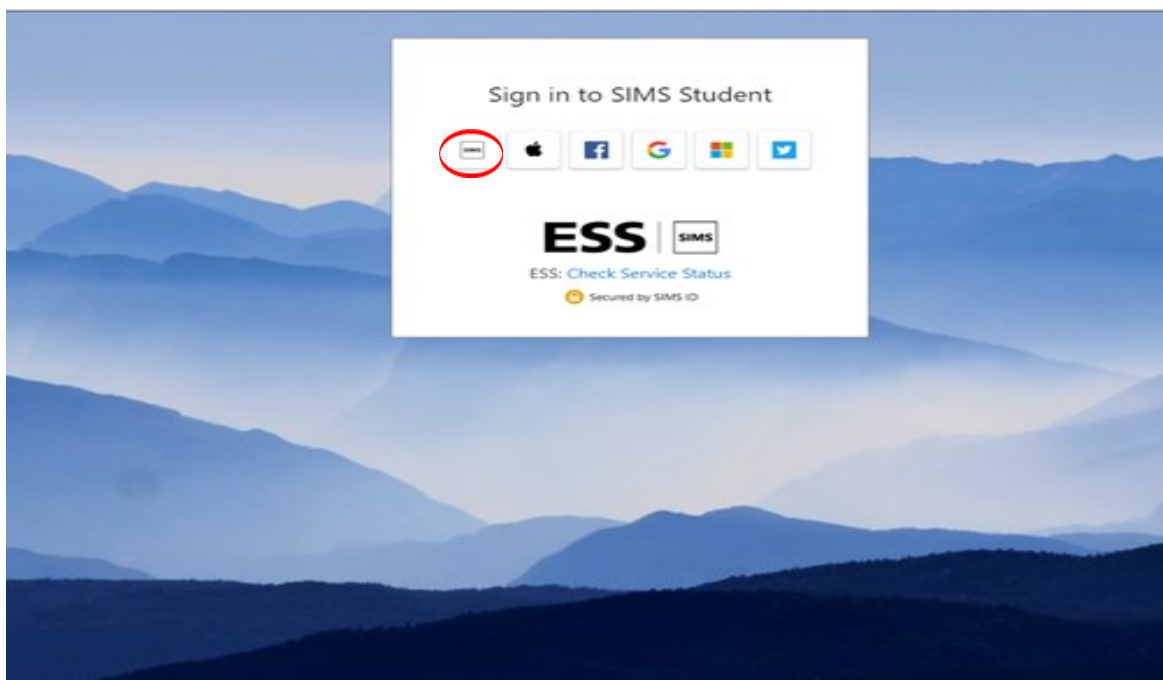 Sign in to SIMS Student
SIMS
ESS SIMS
ESS: Check Service Status
Secured by SIMS ID